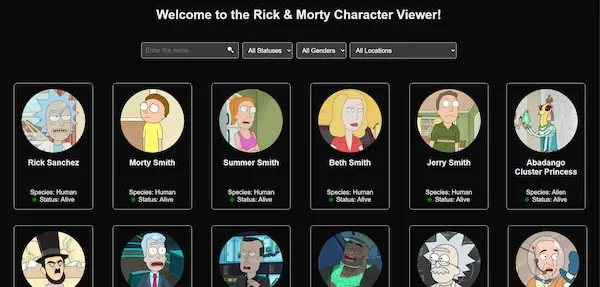 Welcome to the Rick & Morty Character Viewer!
Enter the name
All Statuses
All Genders
All Locations
Rick Sanchez
Morty Smith
Summer Smith
Beth Smith
Jerry Smith
Abadango
Cluster Princess
Species: Human
Status: Alive
Species: Human
Status: Alive
Species: Human
Status: Alive
Species: Human
Status: Alive
Species: Human
Status: Alive
Species: Alien
Status: Alive